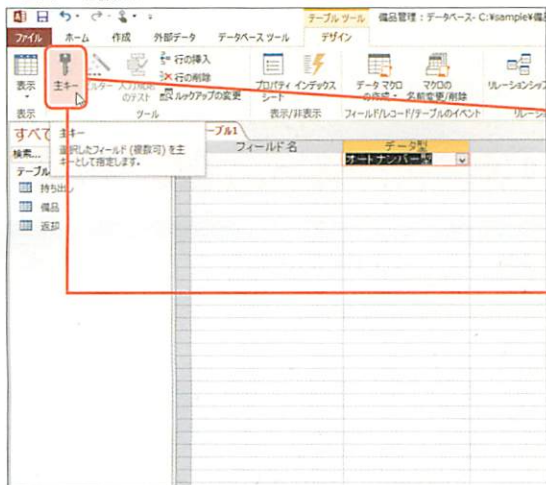 テーブル ツール 備品管理 : データベース- C:¥sample¥備品
ファイル ホーム 作成 外部データ データベース ツール デザイン
表示 主キー ビルダー 入力規則のテスト
行の挿入
行の削除
ルックアップの変更
プロパティ シート インデックス
データ マクロの作成 マクロの名前変更/削除
リレーションシップ
表示 ツール 表示/非表示 フィールド/レコード/テーブルのイベント リレーシ
すべて
主キー
選択したフィールド (複数可) を主
キーとして指定します。
ーブル1
検索...
フィールド名 データ型
オートナンバー型
テーブル
持ち出し
備品
返却